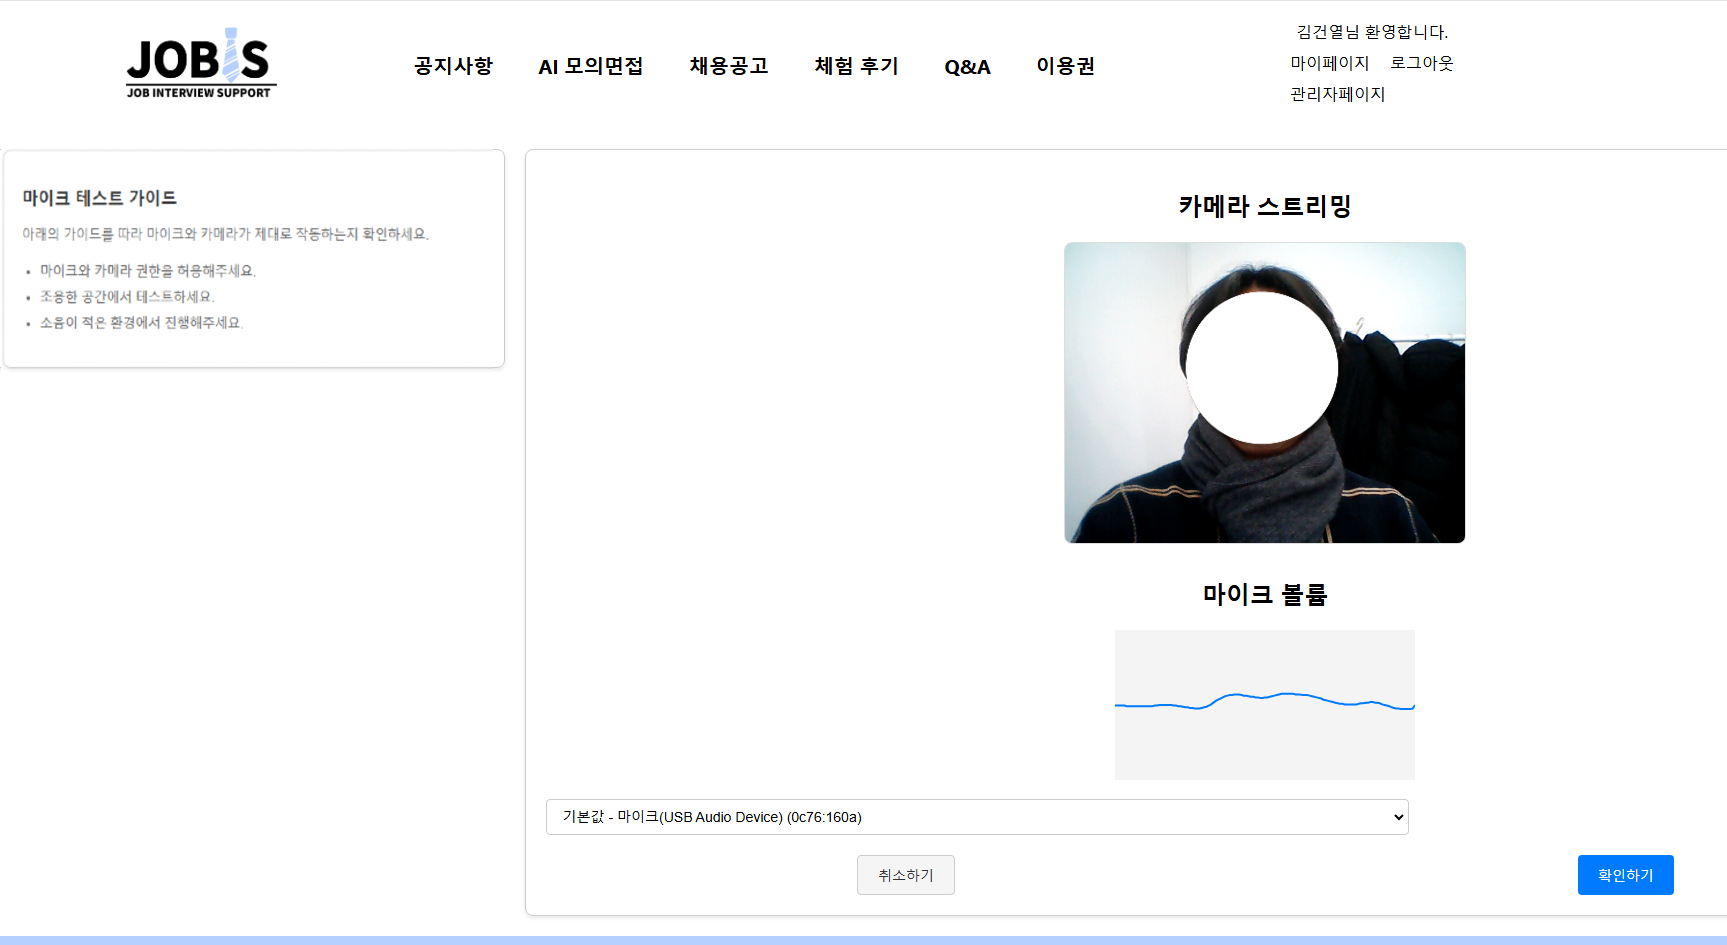 JOBIS
JOB INTERVIEW SUPPORT
공지사항
AI 모의면접
채용공고
체험 후기
Q&A
이용권
김건열님 환영합니다.
마이페이지
로그아웃
관리자페이지
마이크 테스트 가이드
아래의 가이드를 따라 마이크와 카메라가 제대로 작동하는지 확인하세요.
• 마이크와 카메라 권한을 허용해주세요.
• 조용한 공간에서 테스트하세요.
• 소음이 적은 환경에서 진행해주세요.
카메라 스트리밍
마이크 볼륨
기본값 - 마이크(USB Audio Device) (0c76:160a)
취소하기
확인하기